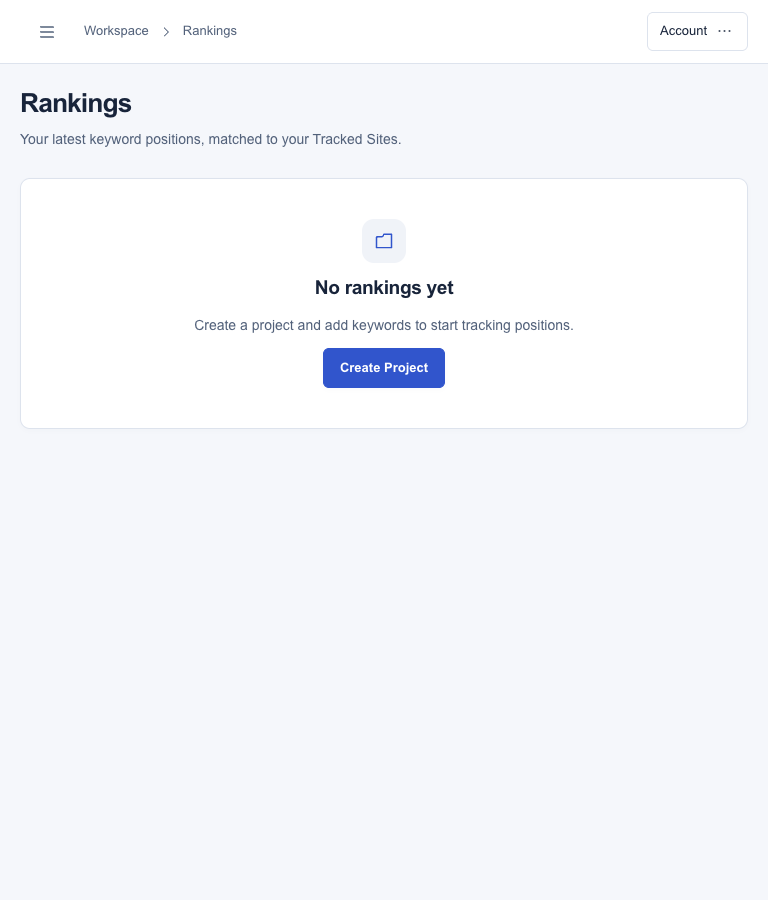 Workspace Rankings
Account ...
Rankings
Your latest keyword positions, matched to your Tracked Sites.
No rankings yet
Create a project and add keywords to start tracking positions.
Create Project